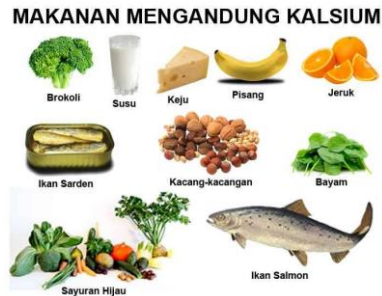 MAKANAN MENGANDUNG KALSIUM
Brokoli
Susu
Keju
Pisang
Jeruk
Ikan Sarden
Kacang-kacangan
Bayam
Sayuran Hijau
Ikan Salmon